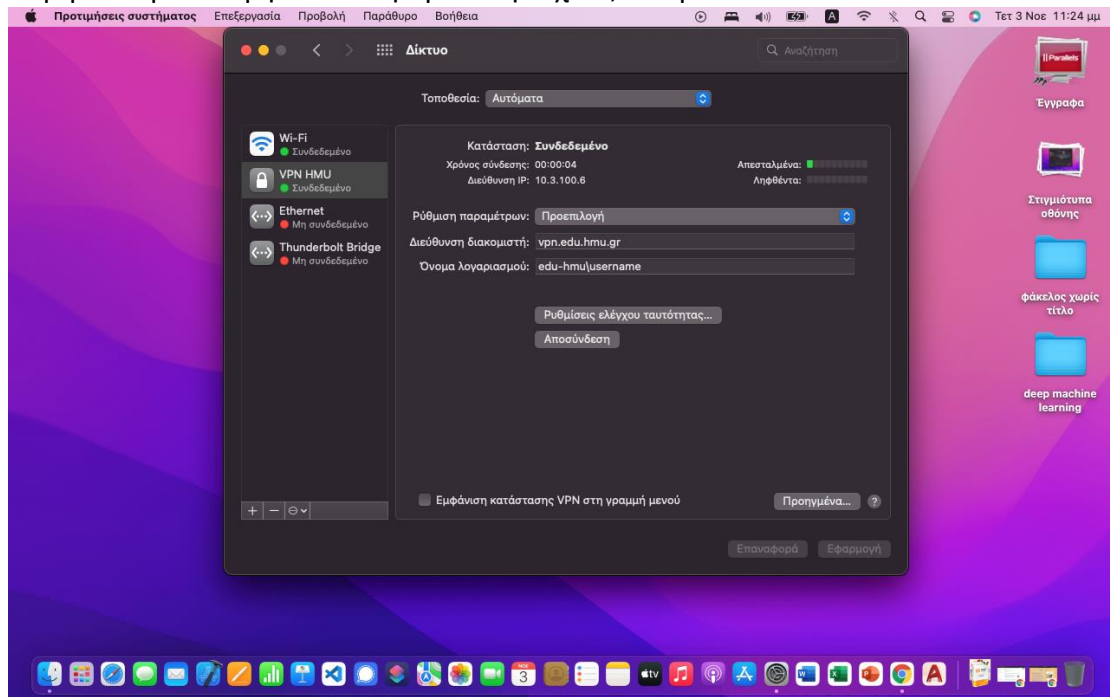 Προτιμήσεις συστήματος Επεξεργασία Προβολή Παράθυρο Βοήθεια A Τετ 3 Νοε 11:24 μμ
Δίκτυο
Αναζήτηση
|| Parallels
Έγγραφα
Τοποθεσία: Αυτόματα
Wi-Fi
Συνδεδεμένο
VPN HMU
Συνδεδεμένο
Ethernet
Μη συνδεδεμένο
Thunderbolt Bridge
Μη συνδεδεμένο
Κατάσταση: Συνδεδεμένο
Χρόνος σύνδεσης: 00:00:04
Απεσταλμένα:
Διεύθυνση IP: 10.3.100.6
Ληφθέντα:
Ρύθμιση παραμέτρων: Προεπιλογή
Διεύθυνση διακομιστή: vpn.edu.hmu.gr
Όνομα λογαριασμού: edu-hmu\username
Ρυθμίσεις ελέγχου ταυτότητας...
Αποσύνδεση
Εμφάνιση κατάστασης VPN στη γραμμή μενού
Προηγμένα... ?
Επαναφορά Εφαρμογή
Στιγμιότυπα
οθόνης
φάκελος χωρίς
τίτλο
deep machine
learning
ΝΟΕ
3
tv